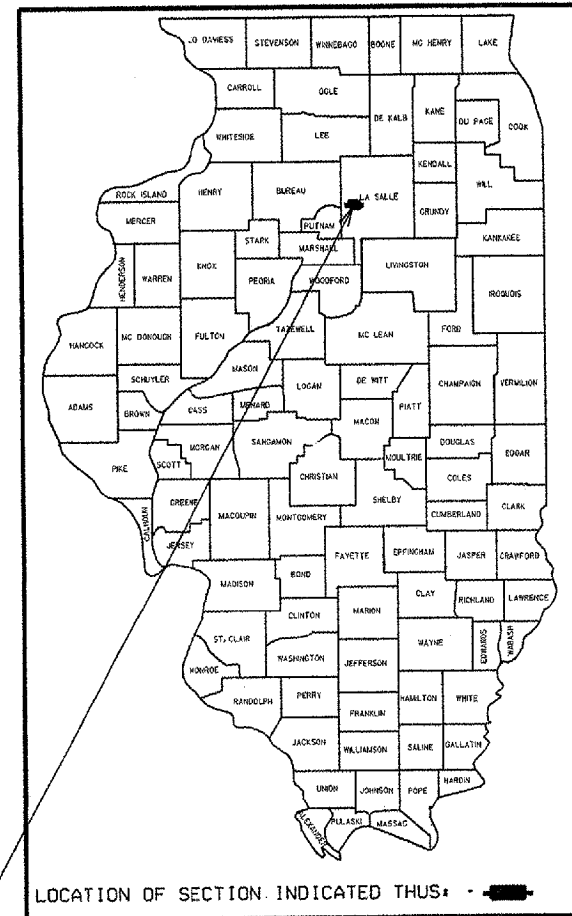 JO DAVIESS STEVENSON WINNEBAGO BOONE MC HENRY LAKE
CARROLL OGLE DE KALB KANE DU PAGE COOK
WHITESIDE LEE KENDALL WILL
ROCK ISLAND HENRY BUREAU LA SALLE GRUNDY
MERCER PUTNAM KANKAKEE
STARK MARSHALL
HENDERSON WARREN KNOX PEORIA WOODFORD LIVINGSTON IROQUOIS
HANCOCK MC DONOUGH FULTON TAZEWELL MC LEAN FORD
SCHUYLER MASON LOGAN DE WITT CHAMPAIGN VERMILION
ADAMS BROWN CASS MENARD MACON PIATT
MORGAN SANGAMON MOULTRIE DOUGLAS EDGAR
PIKE SCOTT CHRISTIAN COLES
GREENE MACOUPIN MONTGOMERY SHELBY CUMBERLAND CLARK
CALHOUN JERSEY FAYETTE EFFINGHAM JASPER CRAWFORD
MADISON BOND CLAY RICHLAND LAWRENCE
CLINTON MARION WAYNE EDWARDS WABASH
ST. CLAIR WASHINGTON JEFFERSON
MONROE RANDOLPH PERRY HAMILTON WHITE
FRANKLIN
JACKSON WILLIAMSON SALINE GALLATIN
UNION JOHNSON POPE HARDIN
ALEXANDER PULASKI MASSAC
LOCATION OF SECTION INDICATED THUS: -